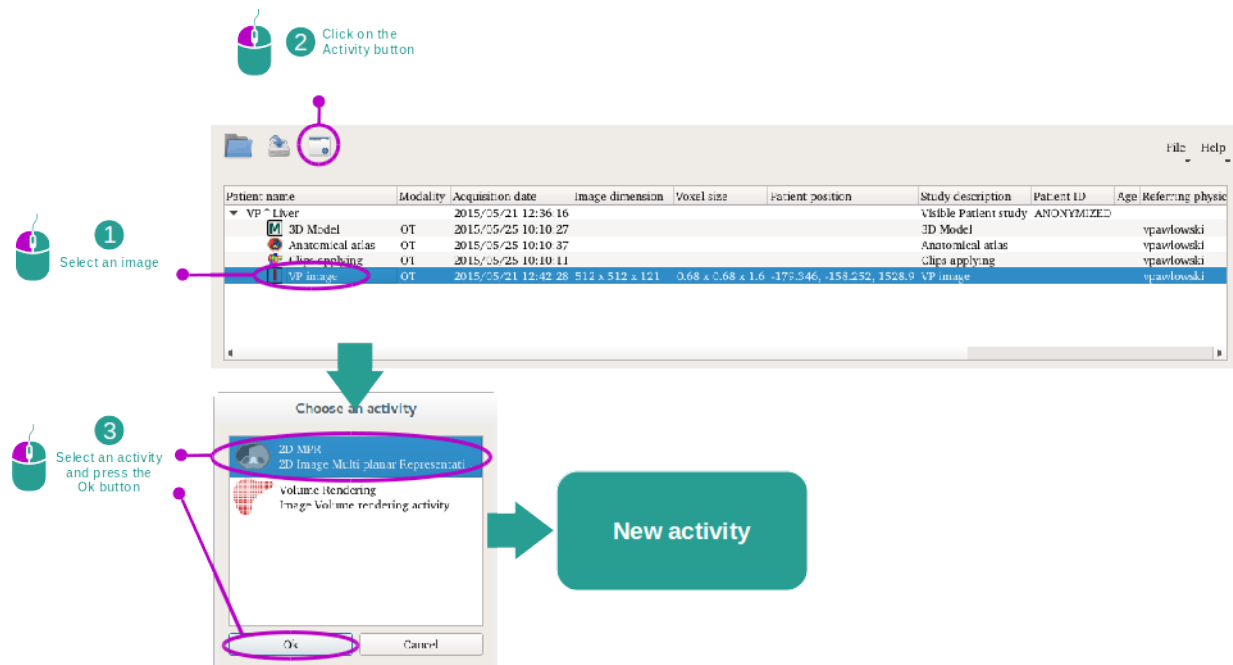 2
Click on the
Activity button
File Help
Patient name Modality Acquisition date Image dimension Voxel size Patient position Study description Patient ID Age Referring physic
VP^Liver 2015/05/21 12:36:16 Visible Patient study ANONYMIZED
M 3D Model OT 2015/05/25 10:10:27 3D Model vpawlowski
Anatomical atlas OT 2015/05/25 10:10:37 Anatomical atlas vpawlowski
Clips applying OT 2015/05/25 10:10:11 Clips applying vpawlowski
VP image OT 2015/05/21 12:42:28 512 x 512 x 121 0.68 x 0.68 x 1.6 -179.346, -158.252, 1528.9 VP image vpawlowski
1
Select an image
Choose an activity
2D MPR
2D Image Multi planar Representati
Volume Rendering
Image Volume rendering activity
3
Select an activity
and press the
Ok button
New activity
Ok Cancel